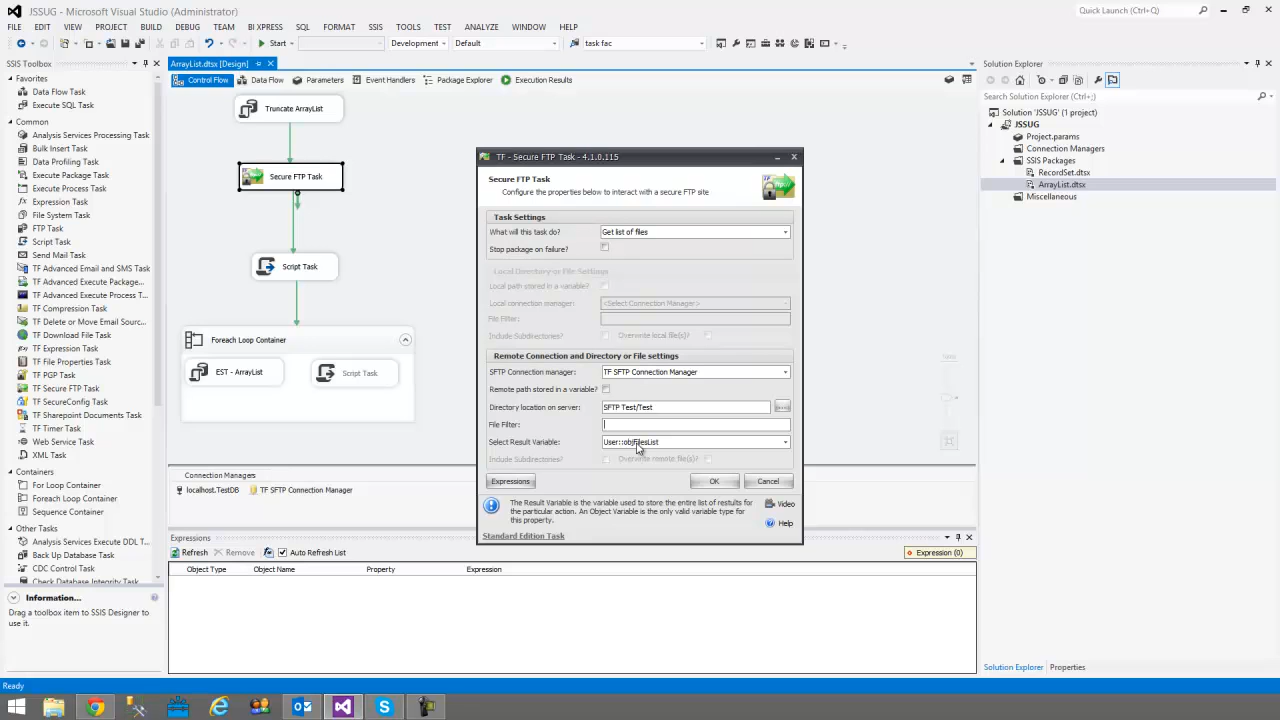 JSSUG - Microsoft Visual Studio (Administrator)
Quick Launch (Ctrl+Q)
FILE EDIT VIEW PROJECT BUILD DEBUG TEAM BI XPRESS SQL FORMAT SSIS TOOLS TEST ANALYZE WINDOW HELP
Start Development Default task fac
SSIS Toolbox
Favorites
Data Flow Task
Execute SQL Task
Common
Analysis Services Processing Task
Bulk Insert Task
Data Profiling Task
Execute Package Task
Execute Process Task
Expression Task
File System Task
FTP Task
Script Task
Send Mail Task
TF Advanced Email and SMS Task
TF Advanced Execute Package...
TF Advanced Execute Process T...
TF Compression Task
TF Delete or Move Email Sourc...
TF Download File Task
TF Expression Task
TF File Properties Task
TF PGP Task
TF Secure FTP Task
TF SecureConfig Task
TF Sharepoint Documents Task
TF Timer Task
Web Service Task
XML Task
Containers
For Loop Container
Foreach Loop Container
Sequence Container
Other Tasks
Analysis Services Execute DDL T...
Back Up Database Task
CDC Control Task
Check Database Integrity Task
Information...
Drag a toolbox item to SSIS Designer to
use it.
ArrayList.dtsx [Design]
Control Flow Data Flow Parameters Event Handlers Package Explorer Execution Results
Truncate ArrayList
Secure FTP Task
Script Task
Foreach Loop Container
EST - ArrayList
Script Task
Connection Managers
localhost.TestDB TF SFTP Connection Manager
Expressions
Refresh Remove Auto Refresh List
Expression (0)
Object Type Object Name Property Expression
TF - Secure FTP Task - 4.1.0.115
Secure FTP Task
Configure the properties below to interact with a secure FTP site
Task Settings
What will this task do? Get list of files
Stop package on failure?
Local Directory or File Settings
Local path stored in a variable?
Local connection manager: <Select Connection Manager>
File Filter:
Include Subdirectories? Overwrite local file(s)?
Remote Connection and Directory or File settings
SFTP Connection manager: TF SFTP Connection Manager
Remote path stored in a variable?
Directory location on server: SFTP Test/Test
File Filter:
Select Result Variable: User::objFilesList
Include Subdirectories? Overwrite remote file(s)?
Expressions OK Cancel
The Result Variable is the variable used to store the entire list of restults for
the particular action. An Object Variable is the only valid variable type for
this property.
Video
Help
Standard Edition Task
Solution Explorer
Search Solution Explorer (Ctrl+;)
Solution 'JSSUG' (1 project)
JSSUG
Project.params
Connection Managers
SSIS Packages
RecordSet.dtsx
ArrayList.dtsx
Miscellaneous
Solution Explorer Properties
Ready